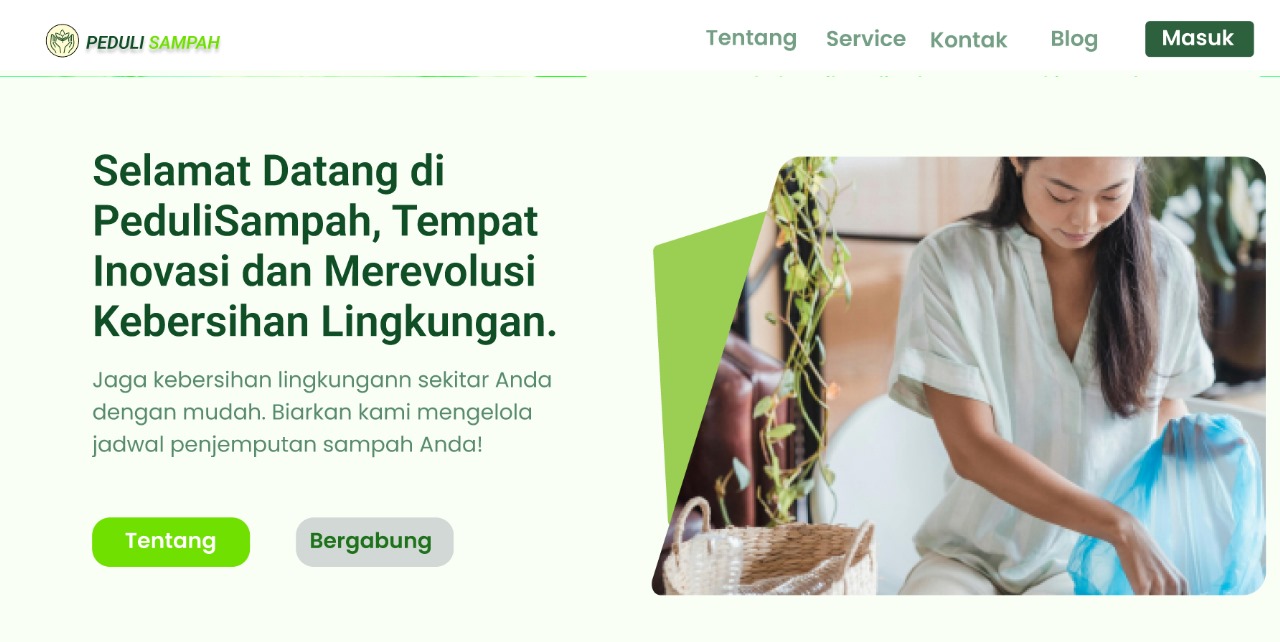 PEDULI SAMPAH
Tentang Service Kontak Blog Masuk
Selamat Datang di
PeduliSampah, Tempat
Inovasi dan Merevolusi
Kebersihan Lingkungan.
Jaga kebersihan lingkungann sekitar Anda
dengan mudah. Biarkan kami mengelola
jadwal penjemputan sampah Anda!
Tentang Bergabung